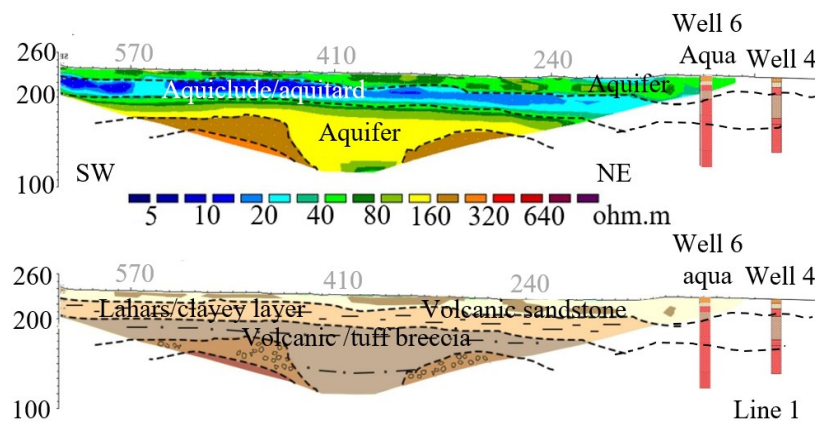 Well 6
Aqua Well 4
260 570 410 240
200 Aquiclude/aquitard Aquifer
Aquifer
100 SW NE
5 10 20 40 80 160 320 640 ohm.m
Well 6
aqua Well 4
260 570 410 240
Lahars/clayey layer Volcanic sandstone
200
Volcanic /tuff breccia
100 Line 1